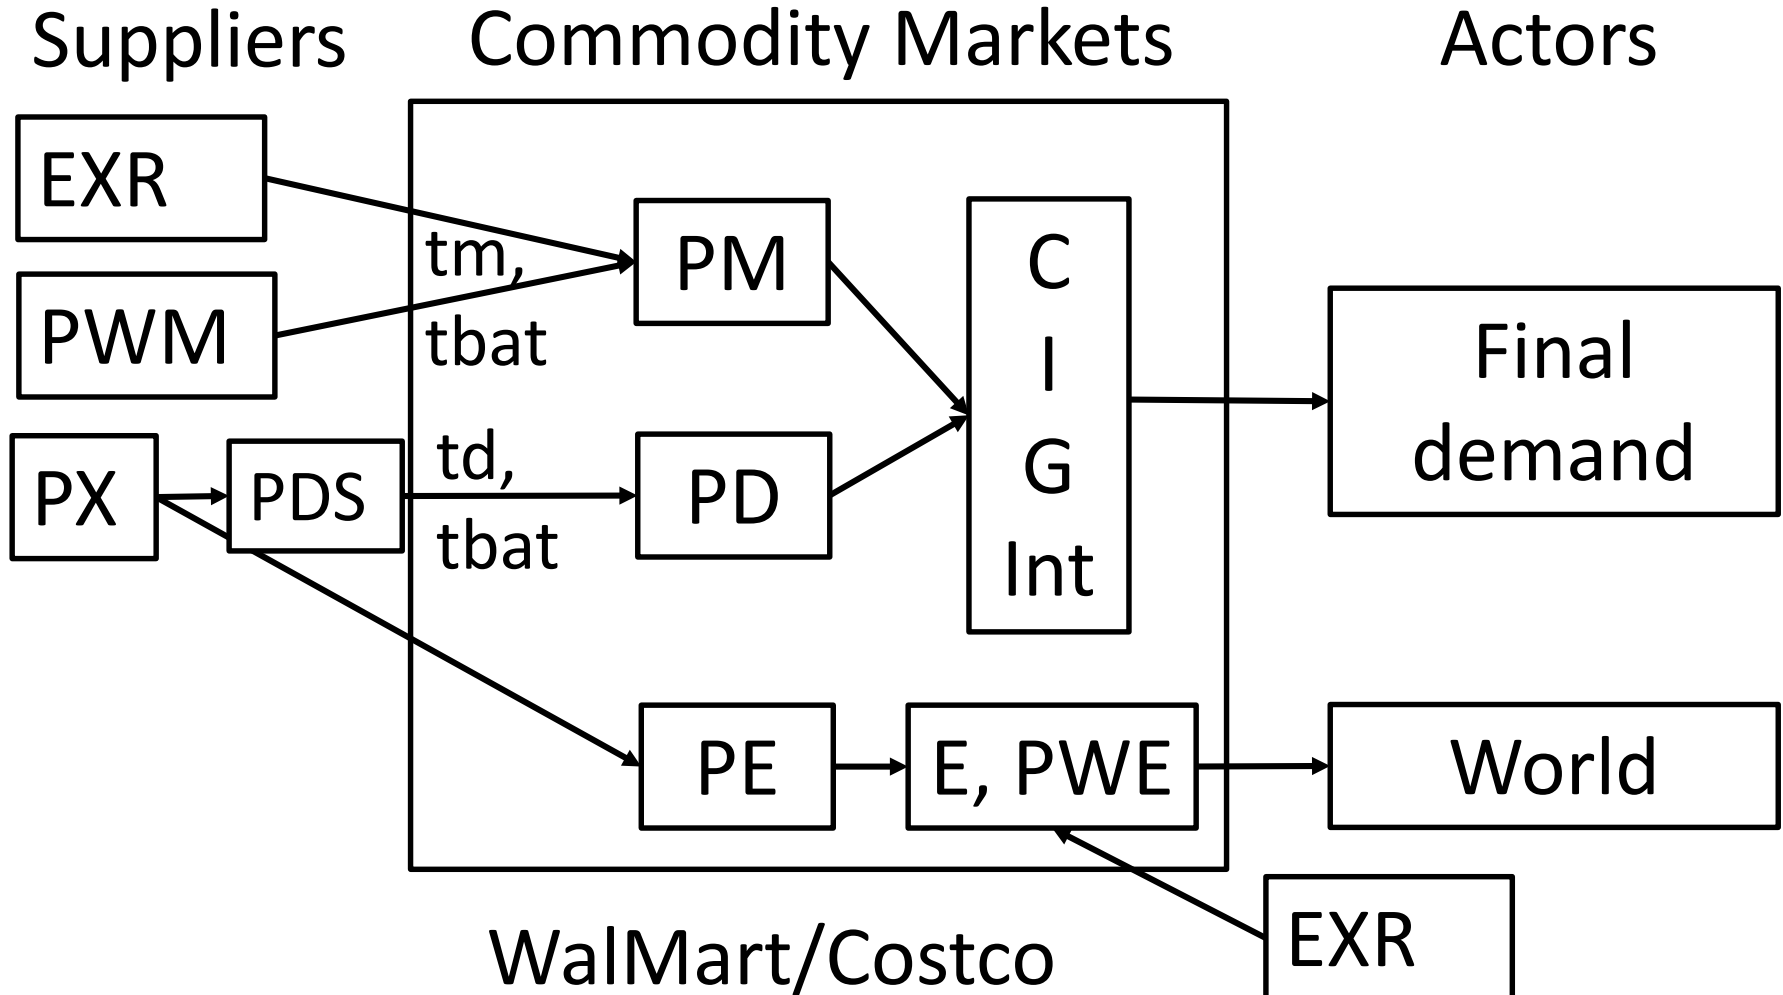 Suppliers
Commodity Markets
Actors
EXR
PWM
PX
PDS
tm,
tbat
td,
tbat
PM
PD
C
I
G
Int
Final
demand
PE
E, PWE
World
EXR
WalMart/Costco